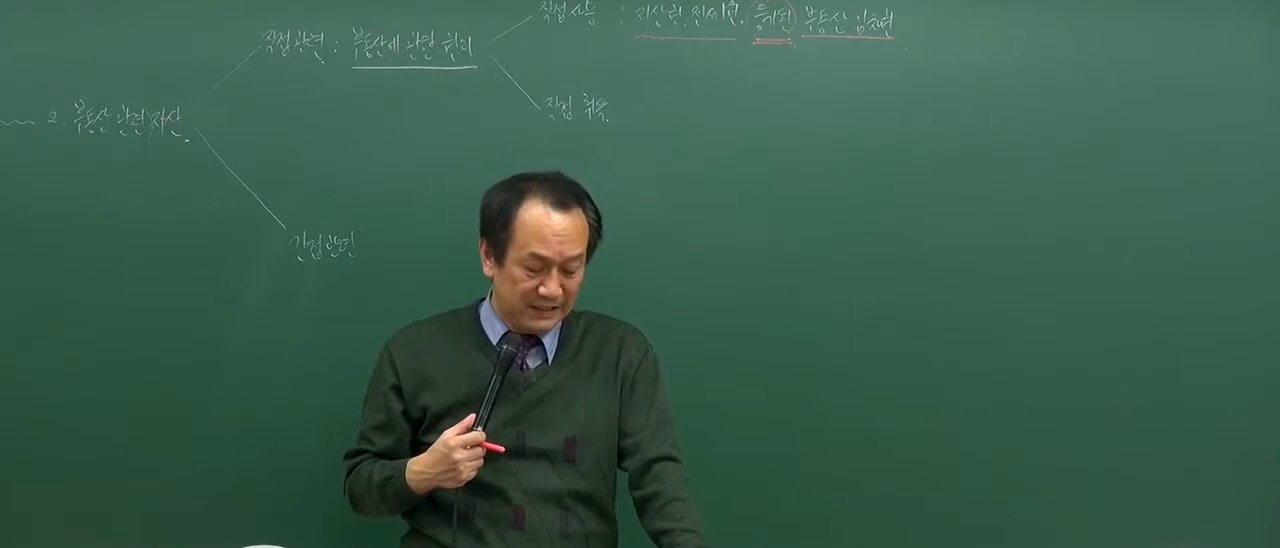 직접사용 : 지상권, 전세권, 등기된 부동산 임차권
직접관련 : 부동산에 관한 권리
직접 취득
2. 부동산 관련 자산
간접관련